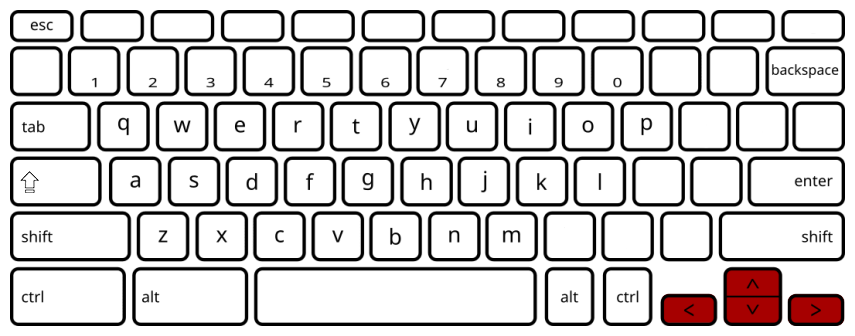 esc
1 2 3 4 5 6 7 8 9 0 backspace
tab q w e r t y u i o p
a s d f g h j k l enter
shift z x c v b n m shift
ctrl alt alt ctrl < ^ v >